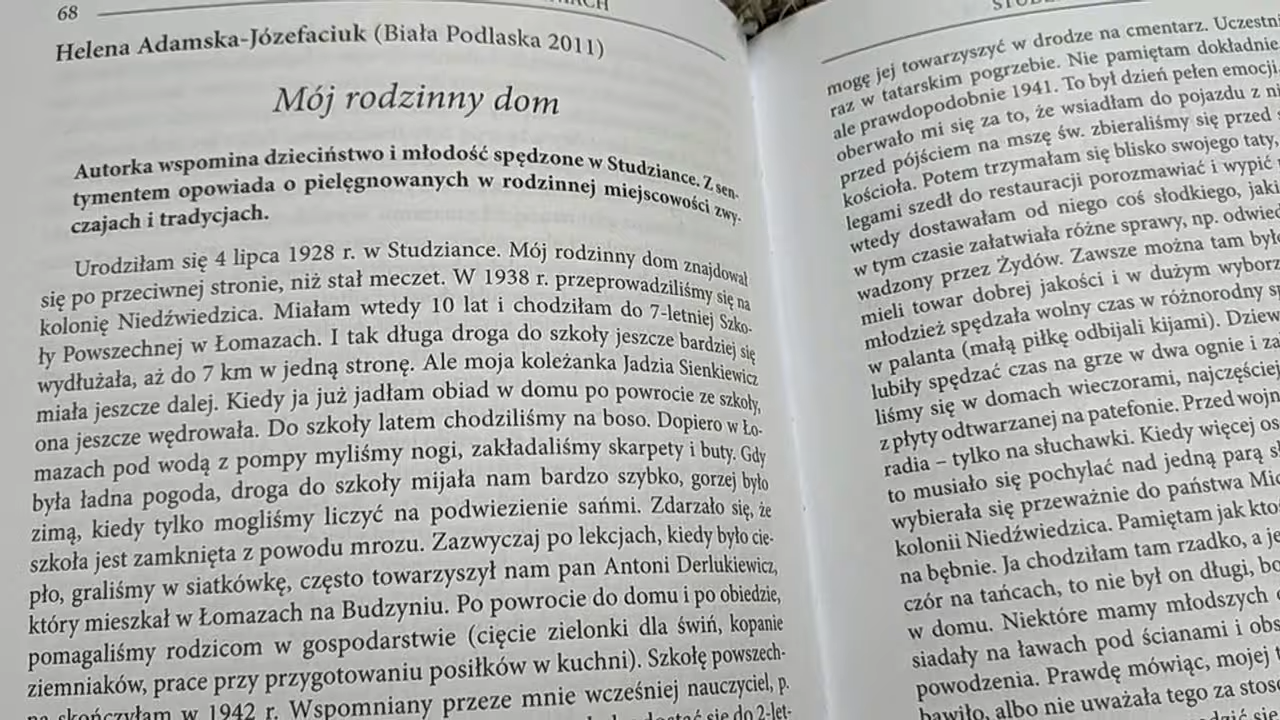 68
Helena Adamska-Józefaciuk (Biała Podlaska 2011)
Mój rodzinny dom
Autorka wspomina dzieciństwo i młodość spędzone w Studziance. Z sen-
tymentem opowiada o pielęgnowanych w rodzinnej miejscowości zwy-
czajach i tradycjach.
Urodziłam się 4 lipca 1928 r. w Studziance. Mój rodzinny dom znajdował
się po przeciwnej stronie, niż stał meczet. W 1938 r. przeprowadziliśmy się na
kolonię Niedźwiedzica. Miałam wtedy 10 lat i chodziłam do 7-letniej Szko-
ły Powszechnej w Łomazach. I tak długa droga do szkoły jeszcze bardziej się
wydłużała, aż do 7 km w jedną stronę. Ale moja koleżanka Jadzia Sienkiewicz
miała jeszcze dalej. Kiedy ja już jadłam obiad w domu po powrocie ze szkoły,
ona jeszcze wędrowała. Do szkoły latem chodziliśmy na boso. Dopiero w Ło-
mazach pod wodą z pompy myliśmy nogi, zakładaliśmy skarpety i buty. Gdy
była ładna pogoda, droga do szkoły mijała nam bardzo szybko, gorzej było
zimą, kiedy tylko mogliśmy liczyć na podwiezienie sańmi. Zdarzało się, że
szkoła jest zamknięta z powodu mrozu. Zazwyczaj po lekcjach, kiedy było cie-
pło, graliśmy w siatkówkę, często towarzyszył nam pan Antoni Derlukiewicz,
który mieszkał w Łomazach na Budzyniu. Po powrocie do domu i po obiedzie,
pomagaliśmy rodzicom w gospodarstwie (cięcie zielonki dla świń, kopanie
ziemniaków, prace przy przygotowaniu posiłków w kuchni). Szkołę powszech-
ną skończyłam w 1942 r. Wspomniany przeze mnie wcześniej nauczyciel, p.
się do 2-let-
mogę jej towarzyszyć w drodze na cmentarz.
raz w tatarskim pogrzebie. Nie pamiętam dokładnie
ale prawdopodobnie 1941. To był dzień pełen emocji,
oberwało mi się za to, że wsiadłam do pojazdu z
przed pójściem na mszę św. zbieraliśmy się przed
kościoła. Potem trzymałam się blisko swojego taty,
legami szedł do restauracji porozmawiać i wypić
wtedy dostawałam od niego coś słodkiego,
w tym czasie załatwiała różne sprawy, np.
wadzony przez Żydów. Zawsze można tam
mieli towar dobrej jakości i w dużym
młodzież spędzała wolny czas w różnorodny
w palanta (małą piłkę odbijali kijami).
lubiły spędzać czas na grze w dwa ognie i
liśmy się w domach wieczorami, najczęściej
z płyty odtwarzanej na patefonie. Przed
radia – tylko na słuchawki. Kiedy więcej
to musiało się pochylać nad jedną parą
wybierała się przeważnie do państwa
kolonii Niedźwiedzica. Pamiętam jak
na bębnie. Ja chodziłam tam rzadko, a
czór na tańcach, to nie był on długi,
w domu. Niektóre mamy młodszych
siadały na ławach pod ścianami i
powodzenia. Prawdę mówiąc, mojej
bawiło, albo nie uważała tego za